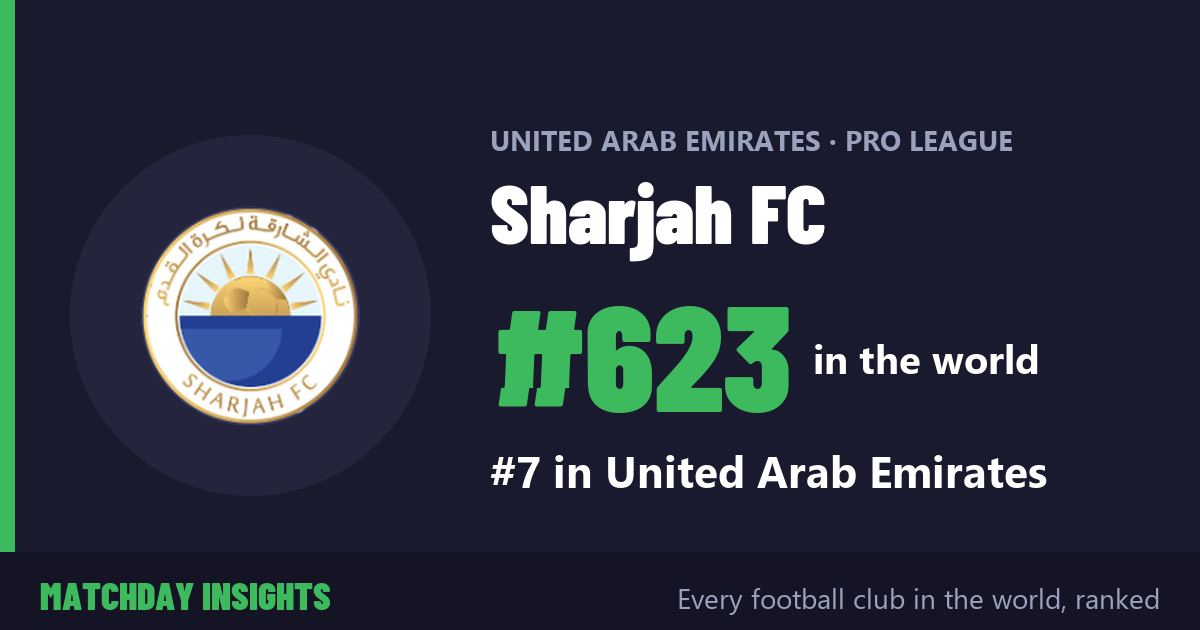 UNITED ARAB EMIRATES · PRO LEAGUE
Sharjah FC
نادي الشارقة لكرة القدم
SHARJAH FC
#623 in the world
#7 in United Arab Emirates
MATCHDAY INSIGHTS
Every football club in the world, ranked